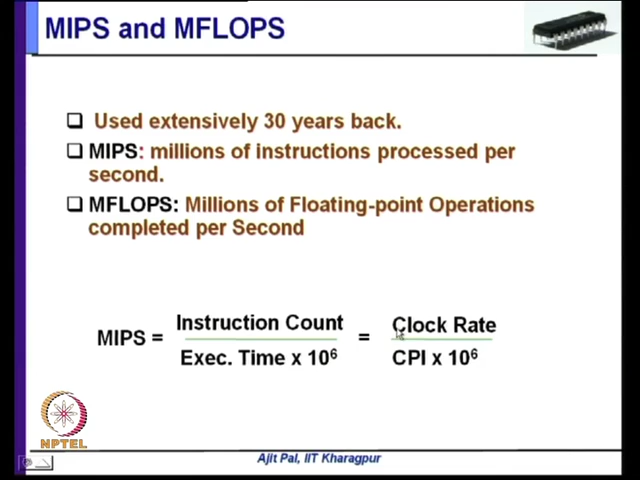 MIPS and MFLOPS
❑ Used extensively 30 years back.
❑ MIPS: millions of instructions processed per
second.
❑ MFLOPS: Millions of Floating-point Operations
completed per Second
MIPS = Instruction Count / Exec. Time x 10⁶ = Clock Rate / CPI x 10⁶
NPTEL
Ajit Pal, IIT Kharagpur